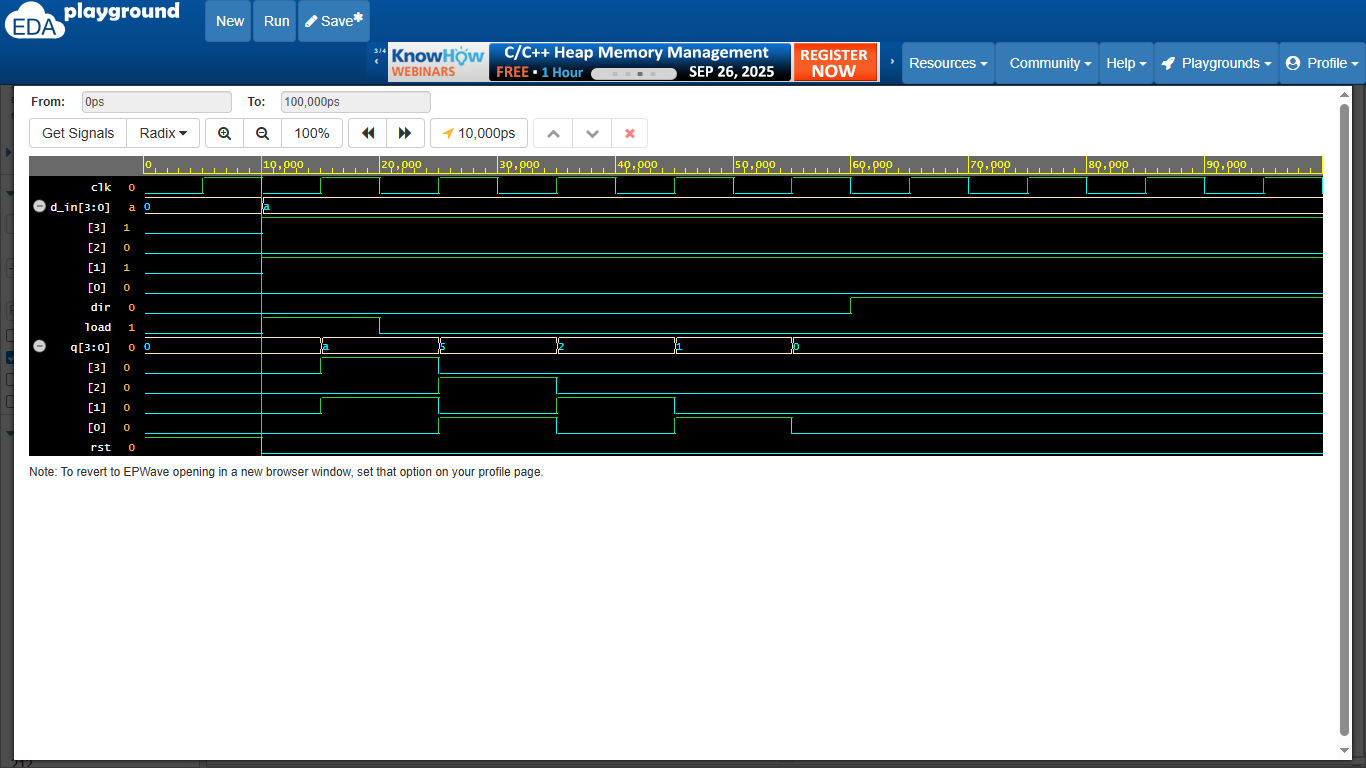 EDA playground
New Run Save*
3/4
KnowHow WEBINARS
C/C++ Heap Memory Management
FREE • 1 Hour SEP 26, 2025
REGISTER NOW
Resources Community Help Playgrounds Profile
From: 0ps To: 100,000ps
Get Signals Radix 100% 10,000ps
0 10,000 20,000 30,000 40,000 50,000 60,000 70,000 80,000 90,000
clk 0
d_in[3:0] a 0 a
[3] 1
[2] 0
[1] 1
[0] 0
dir 0
load 1
q[3:0] 0 0 a 5 2 1 0
[3] 0
[2] 0
[1] 0
[0] 0
rst 0
Note: To revert to EPWave opening in a new browser window, set that option on your profile page.